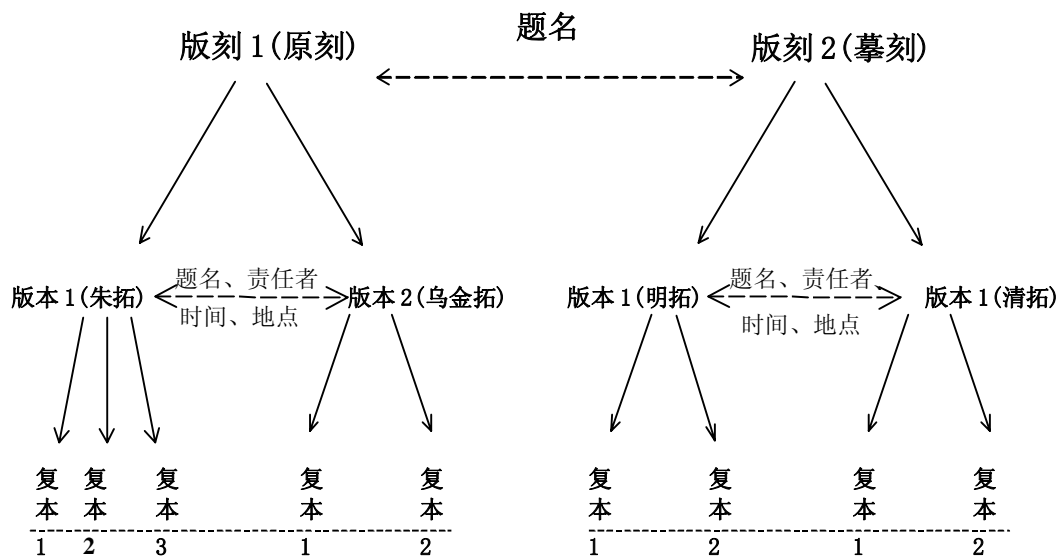 题名
版刻 1(原刻)
版刻 2(摹刻)
题名、责任者
版本 1(朱拓)
版本 2(乌金拓)
时间、地点
题名、责任者、
版本 1(明拓)
版本 1(清拓)
时间、地点
复本 1
复本 2
复本 3
复本 1
复本 2
复本 1
复本 2
复本 1
复本 2